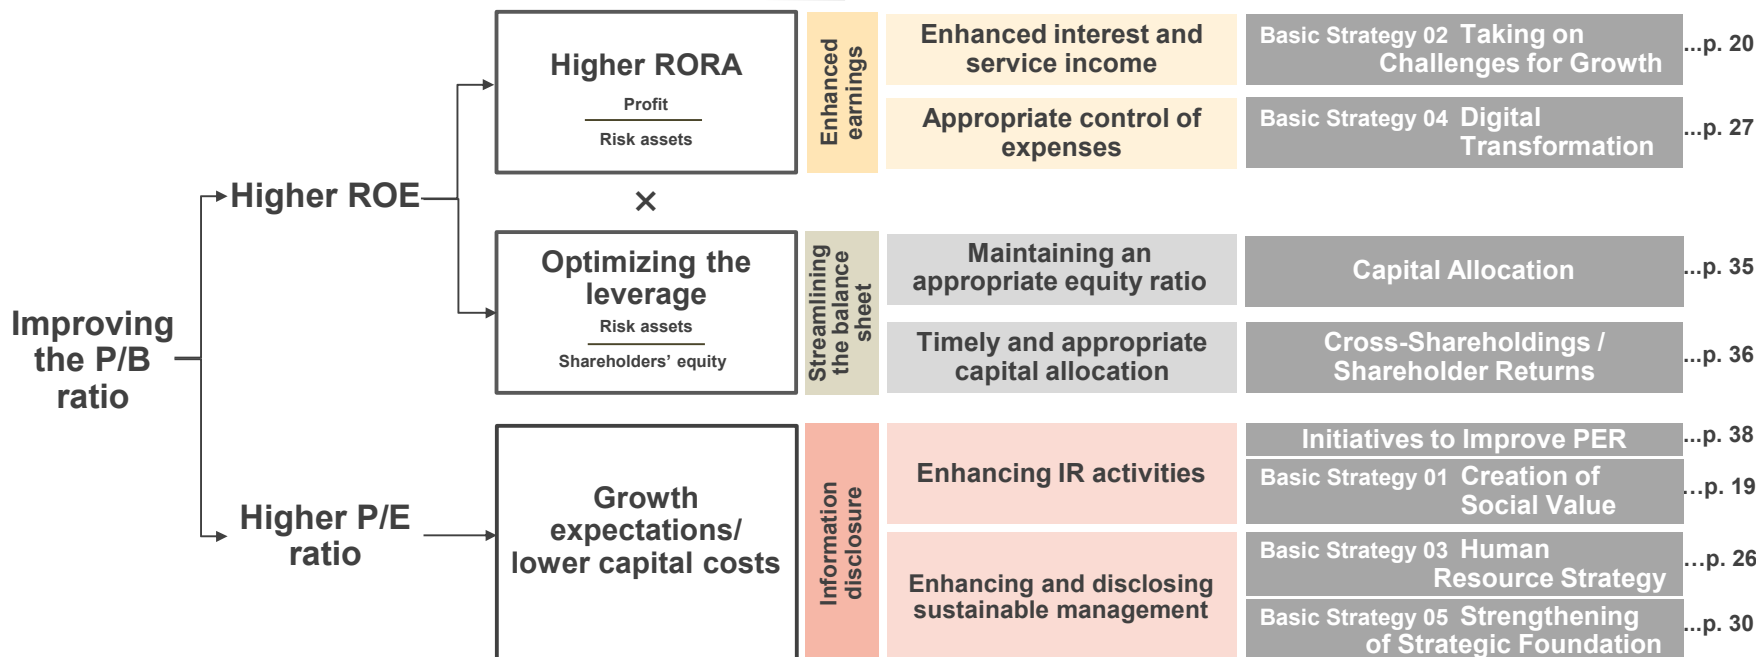 Improving
the P/B
ratio
Higher ROE
Higher RORA
Profit
Risk assets
Enhanced
earnings
Enhanced interest and
service income
Basic Strategy 02 Taking on
Challenges for Growth
...p. 20
Appropriate control of
expenses
Basic Strategy 04 Digital
Transformation
...p. 27
×
Optimizing the
leverage
Risk assets
Shareholders’ equity
Streamlining
the balance
sheet
Maintaining an
appropriate equity ratio
Capital Allocation
...p. 35
Timely and appropriate
capital allocation
Cross-Shareholdings /
Shareholder Returns
...p. 36
Higher P/E
ratio
Growth
expectations/
lower capital costs
Information
disclosure
Enhancing IR activities
Initiatives to Improve PER
...p. 38
Basic Strategy 01 Creation of
Social Value
...p. 19
Enhancing and disclosing
sustainable management
Basic Strategy 03 Human
Resource Strategy
...p. 26
Basic Strategy 05 Strengthening
of Strategic Foundation
...p. 30